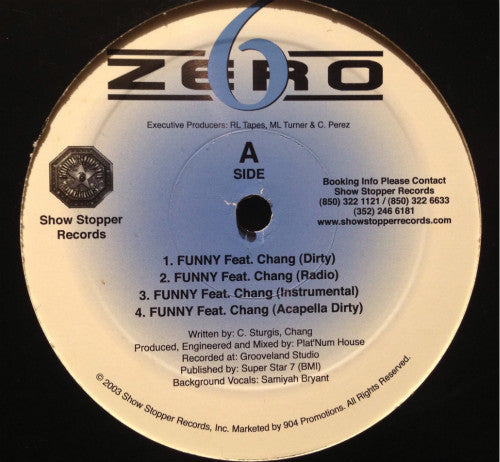 6
ZERO
Executive Producers: RL Tapes, ML Turner & C. Perez
A
SIDE
Show Stopper
Records
Booking Info Please Contact
Show Stopper Records
(850) 322 1121 / (850) 322 6633
(352) 246 6181
www.showstopperrecords.com
1. FUNNY Feat. Chang (Dirty)
2. FUNNY Feat. Chang (Radio)
3. FUNNY Feat. Chang (Instrumental)
4. FUNNY Feat. Chang (Acapella Dirty)
Written by: C. Sturgis, Chang
Produced, Engineered and Mixed by: Plat'Num House
Recorded at: Grooveland Studio
Published by: Super Star 7 (BMI)
Background Vocals: Samiyah Bryant
© 2003 Show Stopper Records, Inc. Marketed by 904 Promotions. All Rights Reserved.